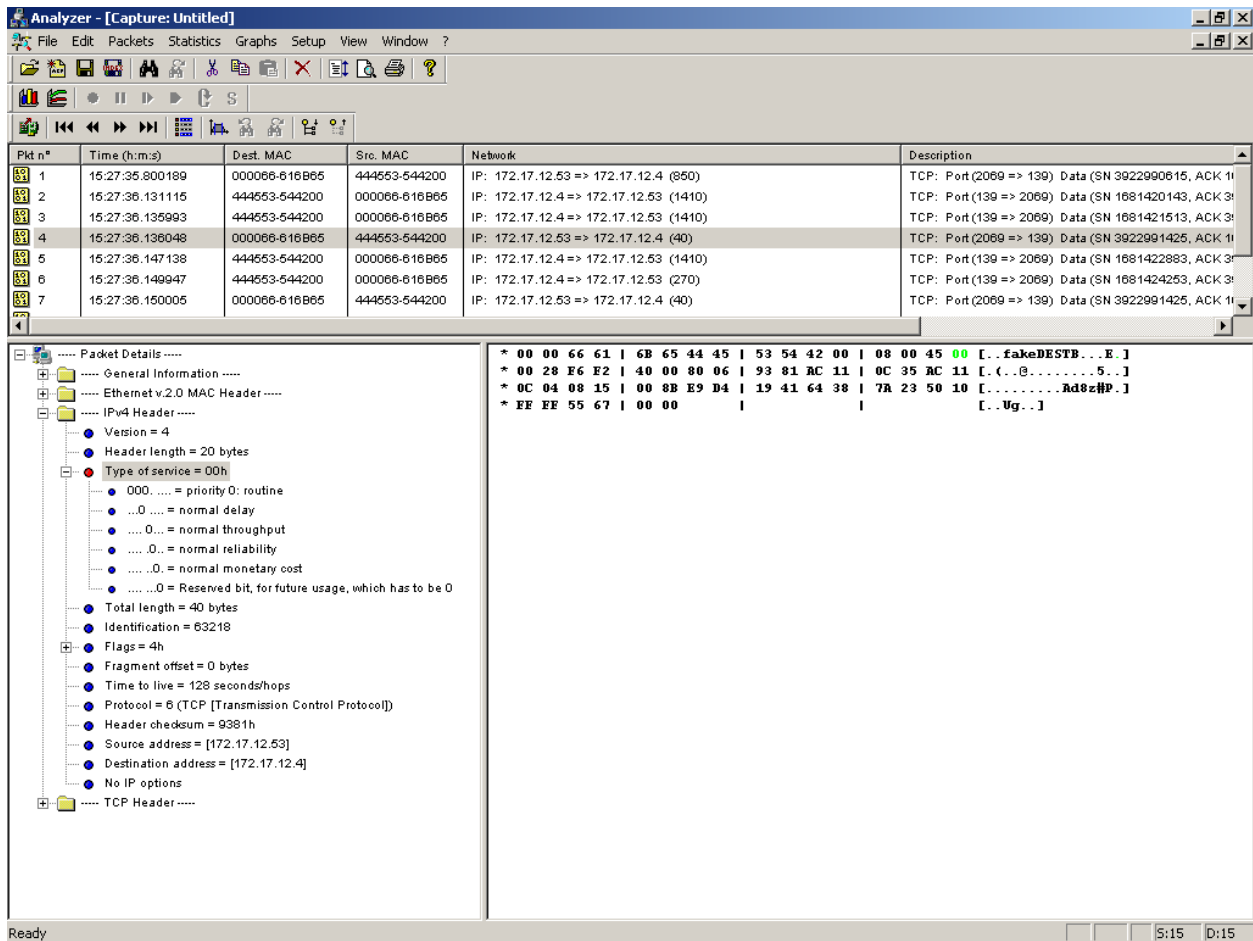 Analyzer - [Capture: Untitled]
File Edit Packets Statistics Graphs Setup View Window ?
S
Pkt n° Time (h:m:s) Dest. MAC Src. MAC Network Description
1 15:27:35.800189 000066-616B65 444553-544200 IP: 172.17.12.53 => 172.17.12.4 (850) TCP: Port (2069 => 139) Data (SN 3922990615, ACK
2 15:27:36.131115 444553-544200 000066-616B65 IP: 172.17.12.4 => 172.17.12.53 (1410) TCP: Port (139 => 2069) Data (SN 1681420143, ACK
3 15:27:36.135993 444553-544200 000066-616B65 IP: 172.17.12.4 => 172.17.12.53 (1410) TCP: Port (139 => 2069) Data (SN 1681421513, ACK
4 15:27:36.136048 000066-616B65 444553-544200 IP: 172.17.12.53 => 172.17.12.4 (40) TCP: Port (2069 => 139) Data (SN 3922991425, ACK
5 15:27:36.147138 444553-544200 000066-616B65 IP: 172.17.12.4 => 172.17.12.53 (1410) TCP: Port (139 => 2069) Data (SN 1681422883, ACK
6 15:27:36.149947 444553-544200 000066-616B65 IP: 172.17.12.4 => 172.17.12.53 (270) TCP: Port (139 => 2069) Data (SN 1681424253, ACK
7 15:27:36.150005 000066-616B65 444553-544200 IP: 172.17.12.53 => 172.17.12.4 (40) TCP: Port (2069 => 139) Data (SN 3922991425, ACK
----- Packet Details -----
----- General Information -----
----- Ethernet v.2.0 MAC Header -----
----- IPv4 Header -----
Version = 4
Header length = 20 bytes
Type of service = 00h
000. .... = priority 0: routine
...0 .... = normal delay
.... 0... = normal throughput
.... .0.. = normal reliability
.... ..0. = normal monetary cost
.... ...0 = Reserved bit, for future usage, which has to be 0
Total length = 40 bytes
Identification = 63218
Flags = 4h
Fragment offset = 0 bytes
Time to live = 128 seconds/hops
Protocol = 6 (TCP [Transmission Control Protocol])
Header checksum = 9381h
Source address = [172.17.12.53]
Destination address = [172.17.12.4]
No IP options
----- TCP Header -----
* 00 00 66 61 | 6B 65 44 45 | 53 54 42 00 | 08 00 45 00 [..fakeDESTB...E.]
* 00 28 F6 F2 | 40 00 80 06 | 93 81 AC 11 | 0C 35 AC 11 [.(..@........5..]
* 0C 04 08 15 | 00 8B E9 D4 | 19 41 64 38 | 7A 23 50 10 [.........Ad8z#P.]
* FF FF 55 67 | 00 00 | | [..Ug..]
Ready S:15 D:15